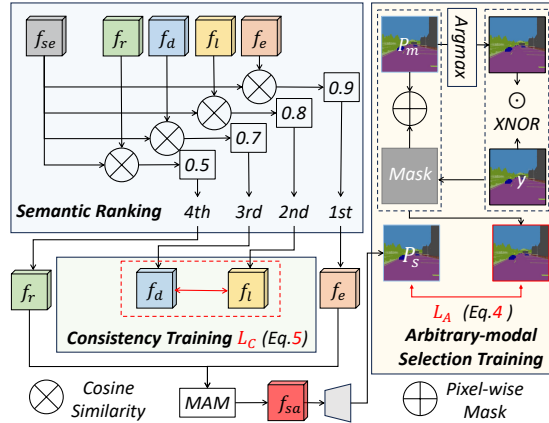 f_se f_r f_d f_l f_e
0.9
0.8
0.7
0.5
Semantic Ranking 4th 3rd 2nd 1st
f_r f_d f_l f_e
Consistency Training L_C (Eq.5)
Cosine
Similarity
MAM
f_sa
P_m
Argmax
XNOR
Mask
y
P_s
L_A (Eq.4 )
Arbitrary-modal
Selection Training
Pixel-wise
Mask